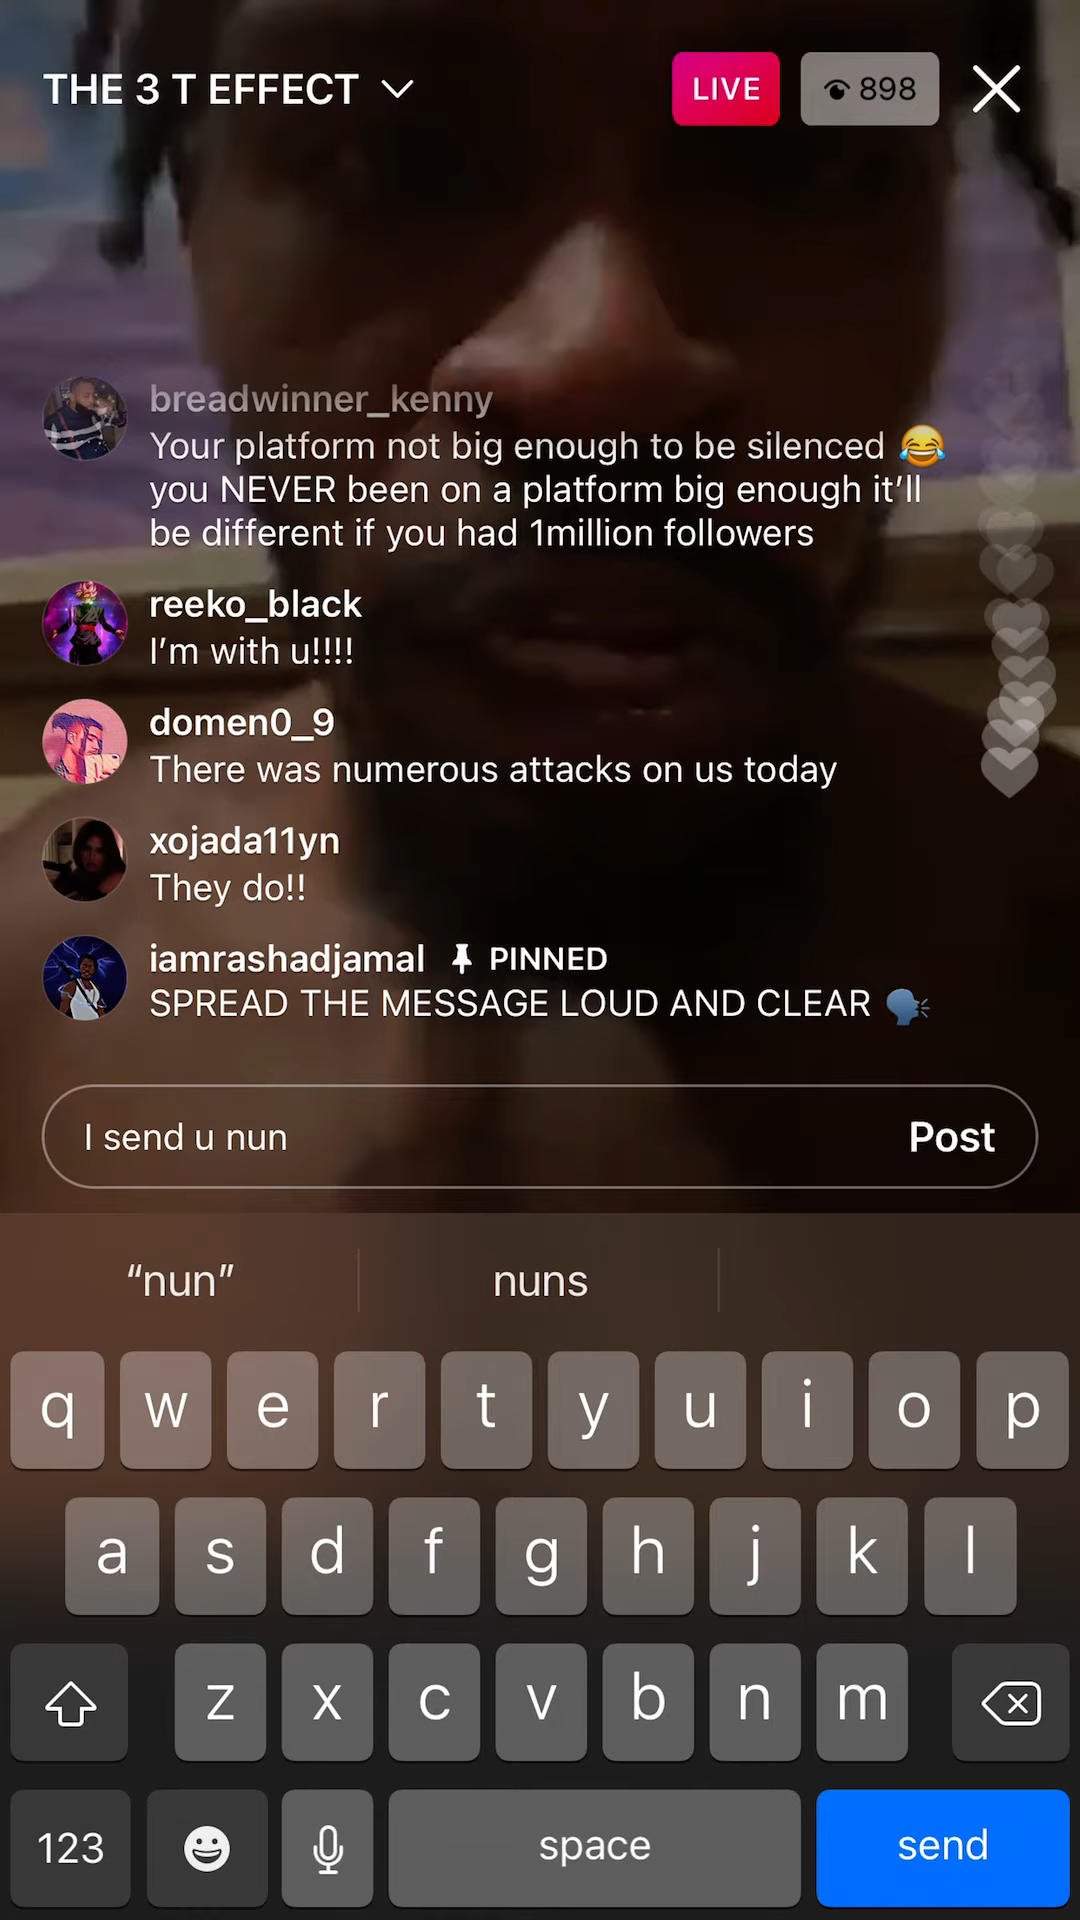 THE 3 T EFFECT
LIVE
898
breadwinner_kenny
Your platform not big enough to be silenced 😂
you NEVER been on a platform big enough it’ll
be different if you had 1million followers
reeko_black
I’m with u!!!!
domen0_9
There was numerous attacks on us today
xojada11yn
They do!!
iamrashadjamal PINNED
SPREAD THE MESSAGE LOUD AND CLEAR 🗣️
I send u nun
Post
“nun” nuns
q w e r t y u i o p
a s d f g h j k l
z x c v b n m
123 space send